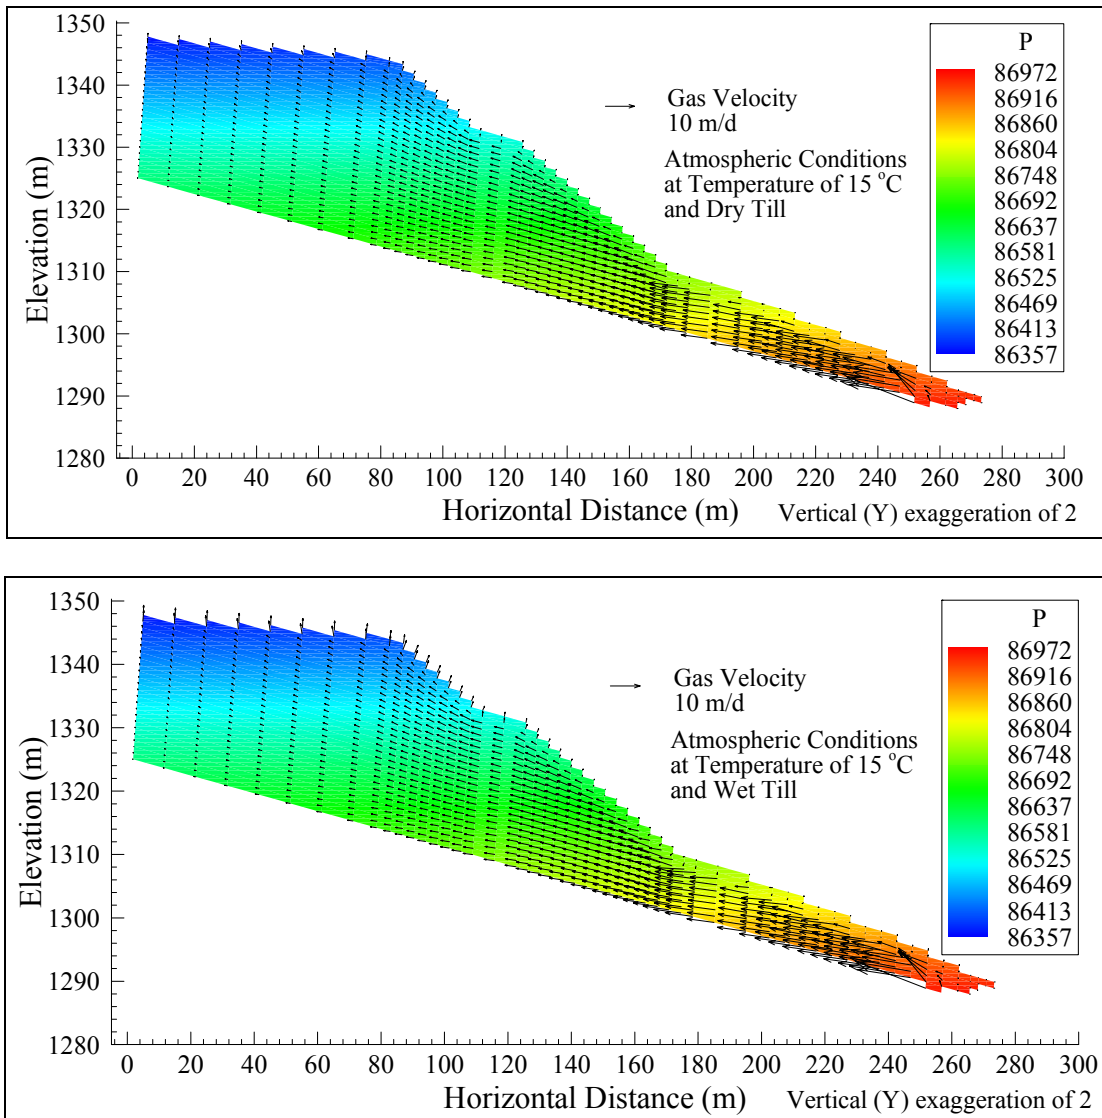 1350
1340
1330
1320
1310
1300
1290
1280
Elevation (m)
0 20 40 60 80 100 120 140 160 180 200 220 240 260 280 300
Horizontal Distance (m)
Vertical (Y) exaggeration of 2
Gas Velocity
10 m/d
Atmospheric Conditions
at Temperature of 15 °C
and Dry Till
P
86972
86916
86860
86804
86748
86692
86637
86581
86525
86469
86413
86357
1350
1340
1330
1320
1310
1300
1290
1280
Elevation (m)
0 20 40 60 80 100 120 140 160 180 200 220 240 260 280 300
Horizontal Distance (m)
Vertical (Y) exaggeration of 2
Gas Velocity
10 m/d
Atmospheric Conditions
at Temperature of 15 °C
and Wet Till
P
86972
86916
86860
86804
86748
86692
86637
86581
86525
86469
86413
86357